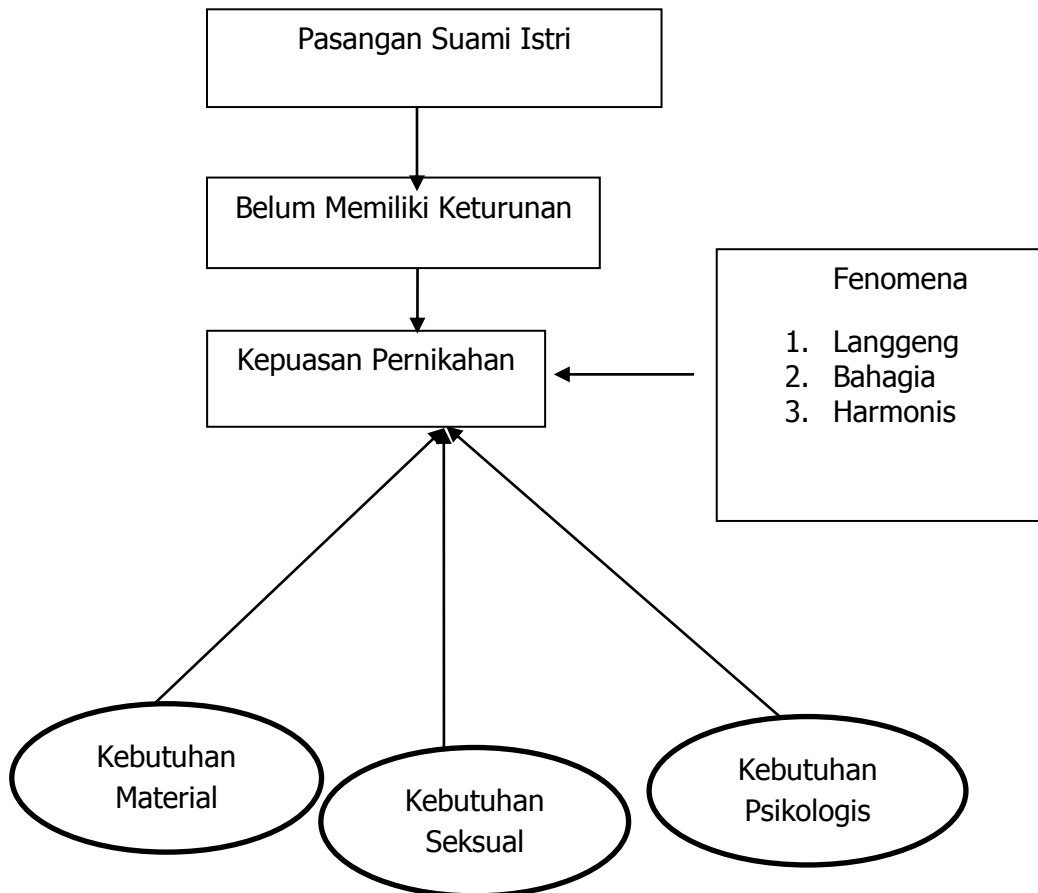 Pasangan Suami Istri
Belum Memiliki Keturunan
Kepuasan Pernikahan
Fenomena
1. Langgeng
2. Bahagia
3. Harmonis
Kebutuhan
Material
Kebutuhan
Seksual
Kebutuhan
Psikologis